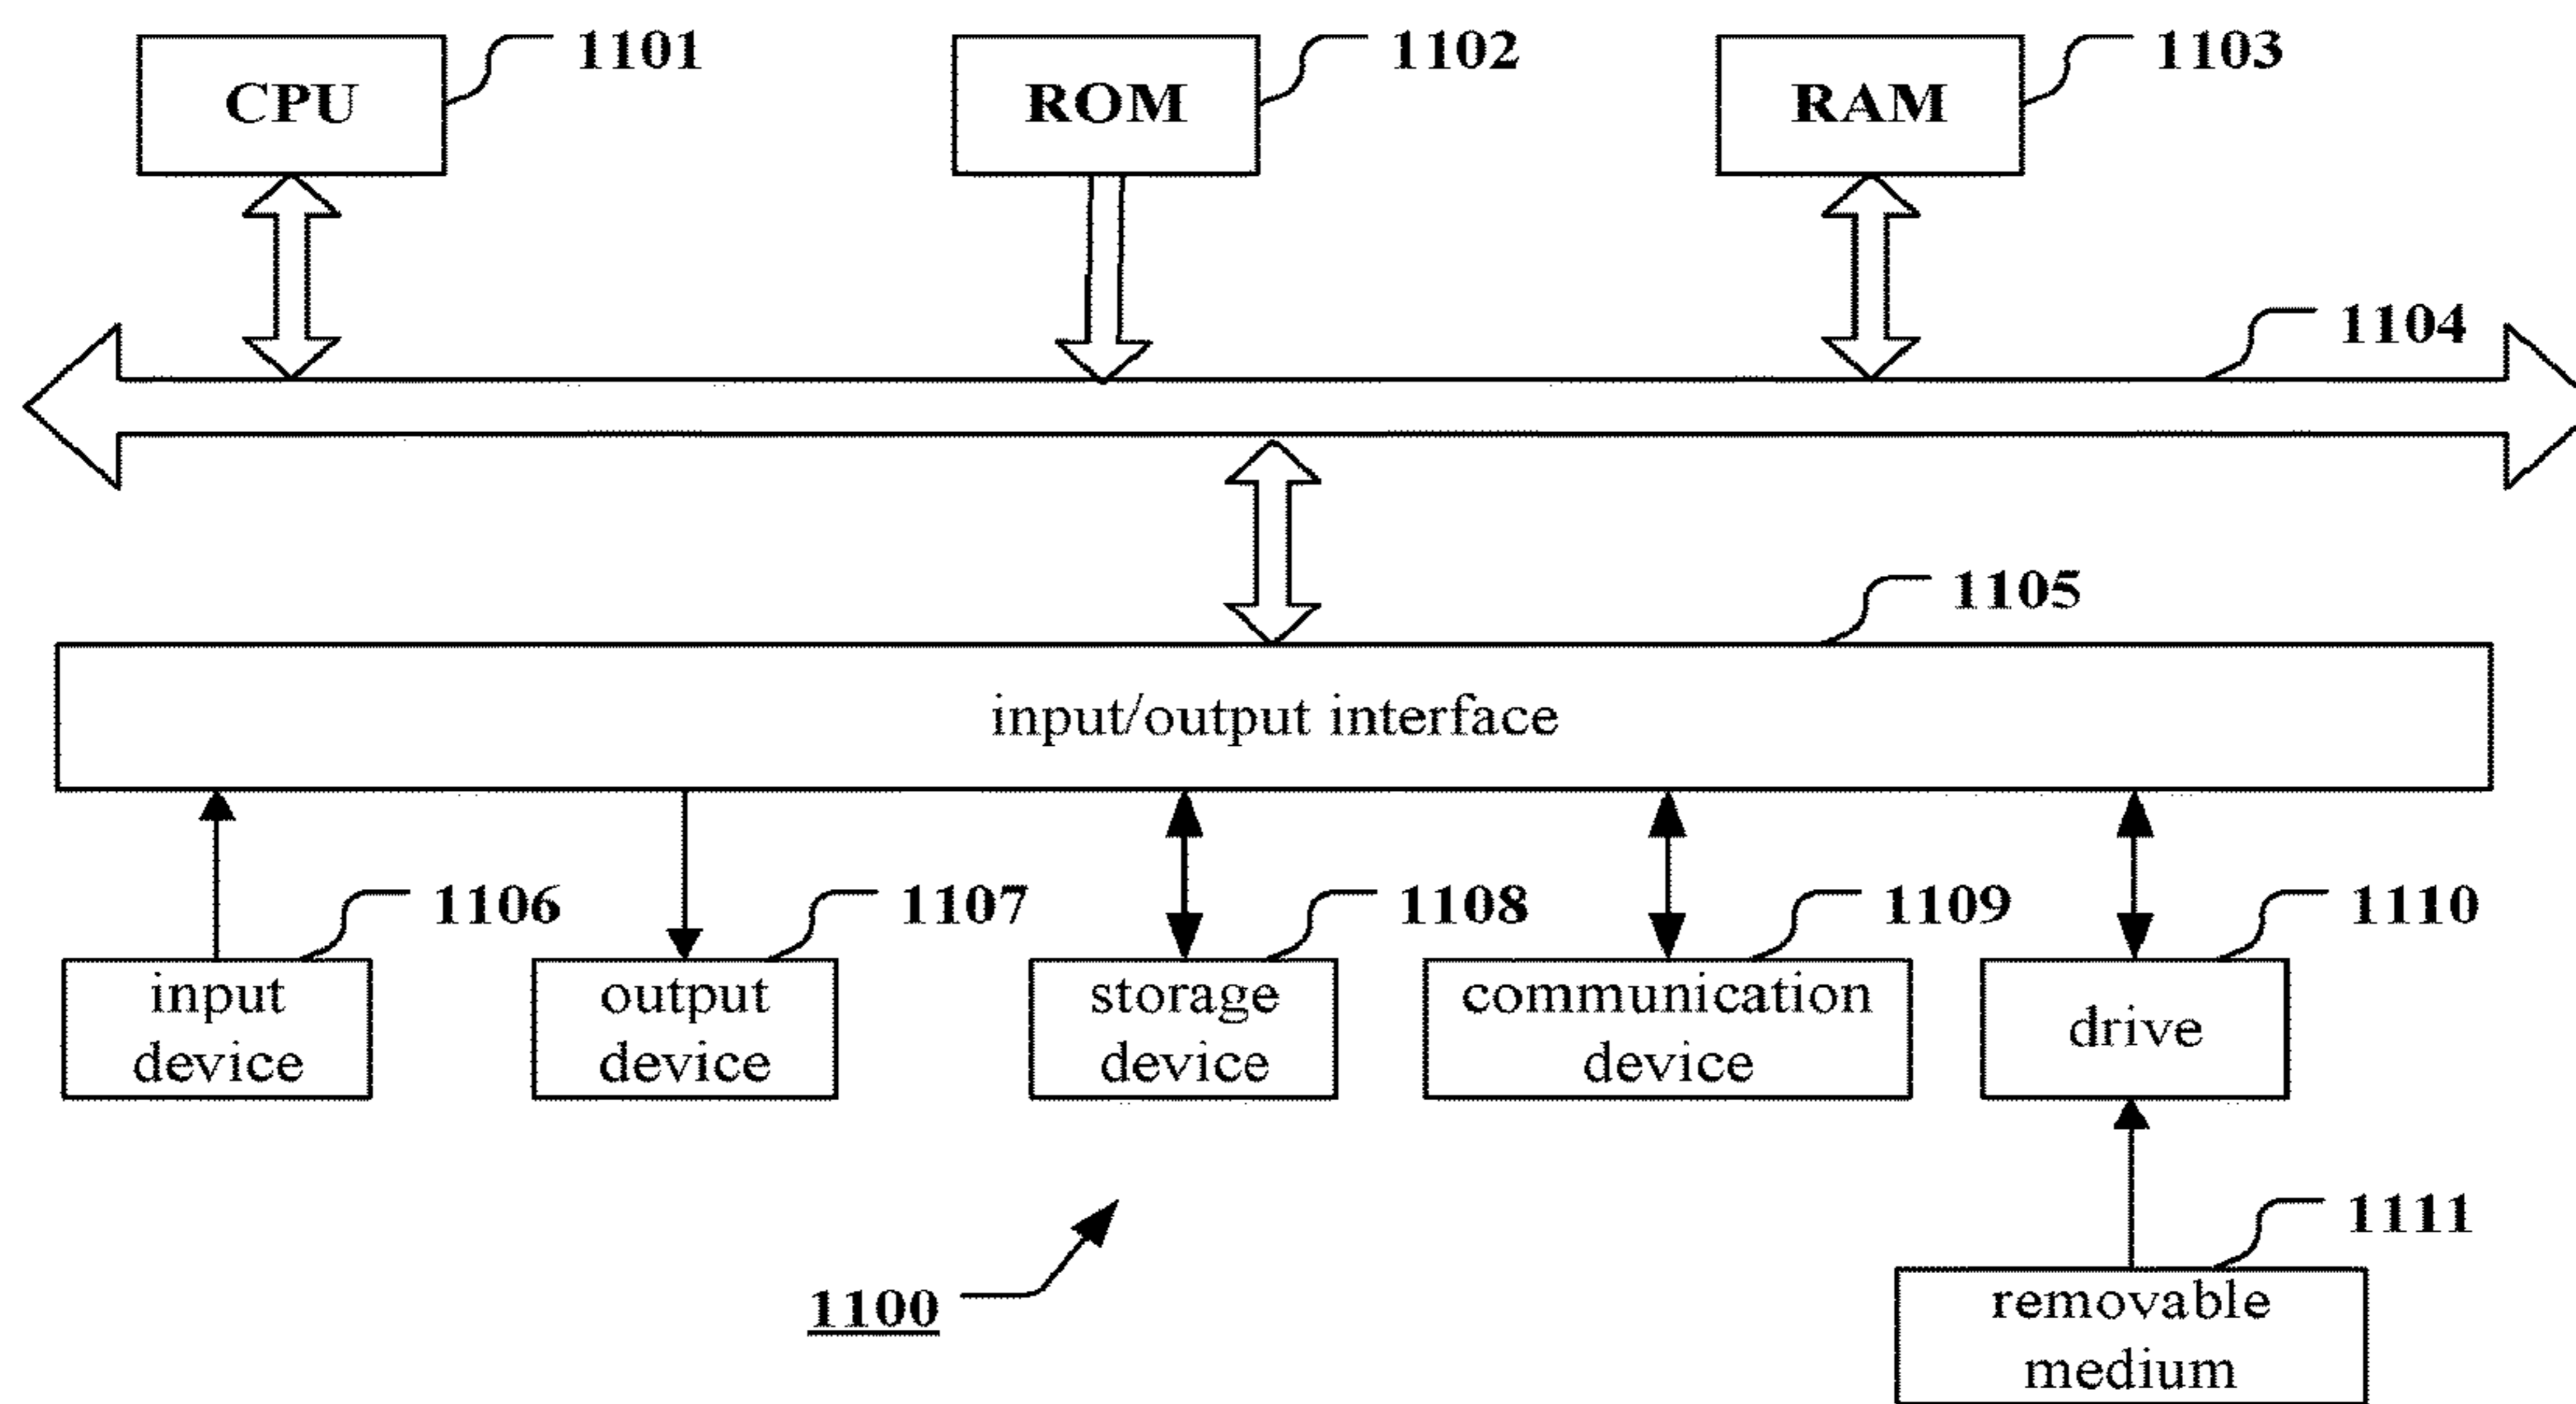 1101
1102
1103
CPU
ROM
RAM
1104
1105
input/output interface
1106
1107
1108
1109
1110
input
device
output
device
storage
device
communication
device
drive
1111
1100
removable
medium